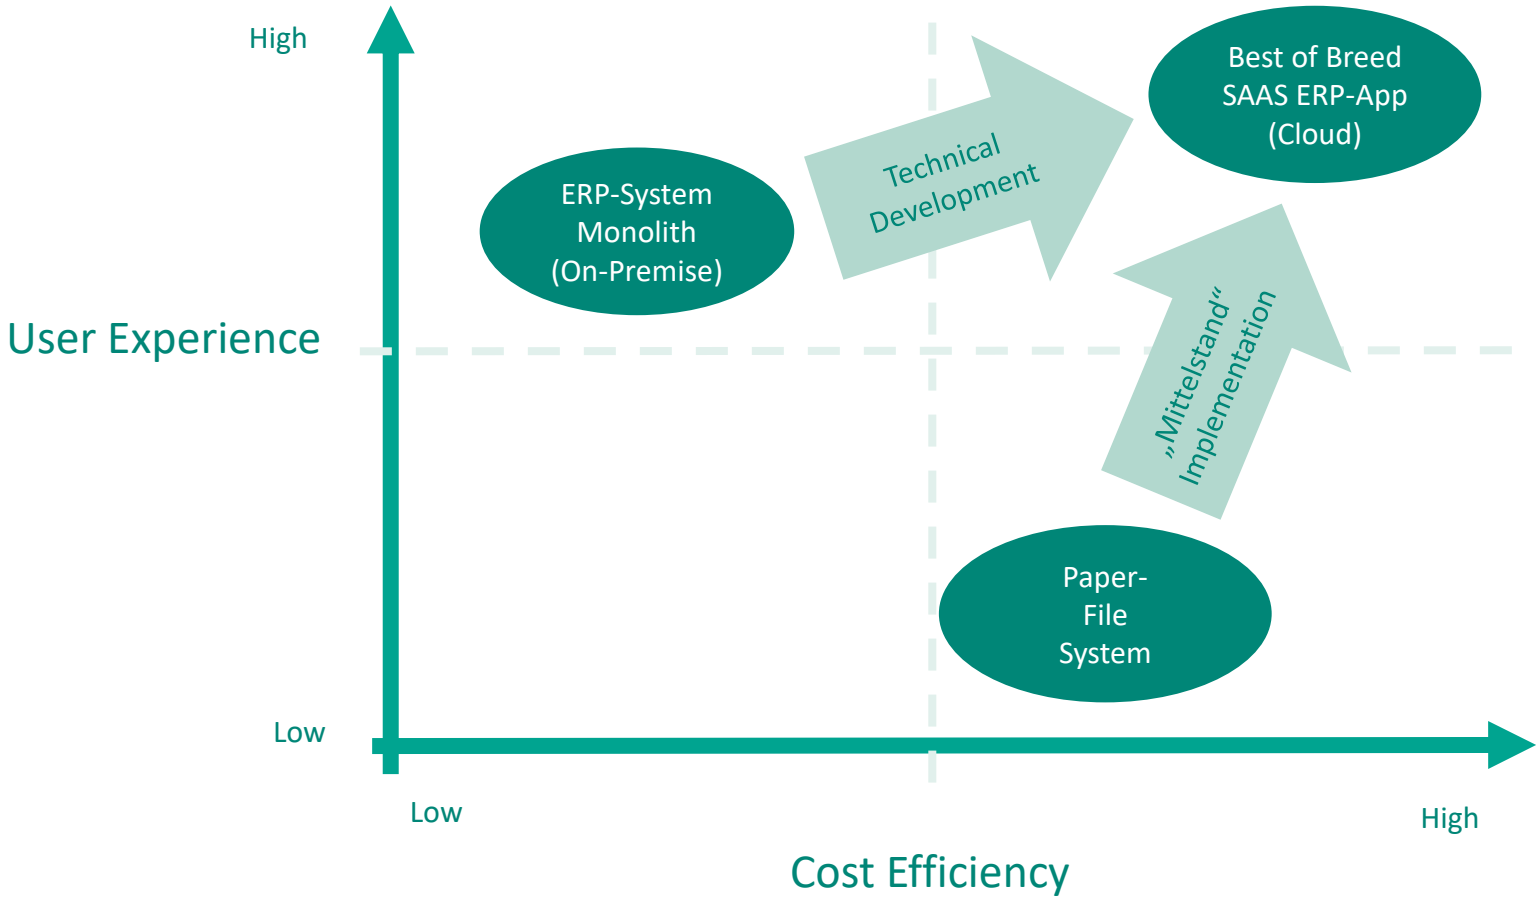 High
Best of Breed
SAAS ERP-App
(Cloud)
Technical
Development
ERP-System
Monolith
(On-Premise)
User Experience
„Mittelstand“
Implementation
Paper-
File
System
Low
Low
High
Cost Efficiency